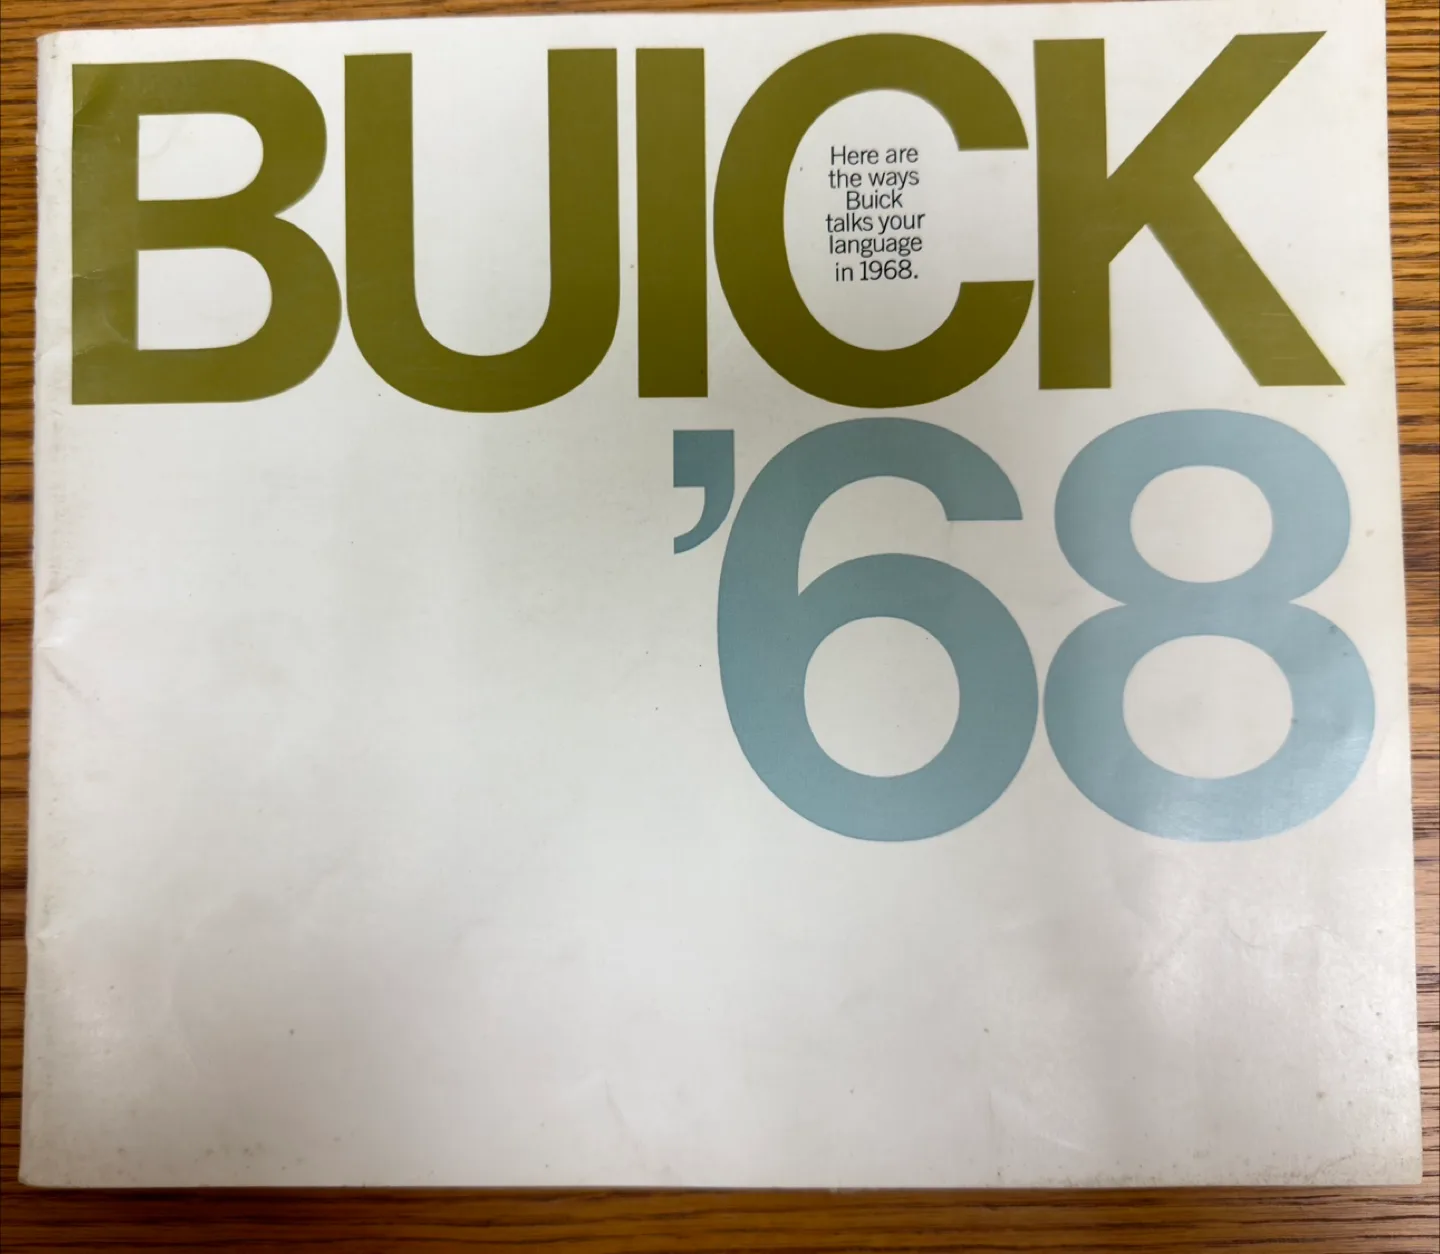 BUICK
Here are
the ways
Buick
talks your
language
in 1968.
’68